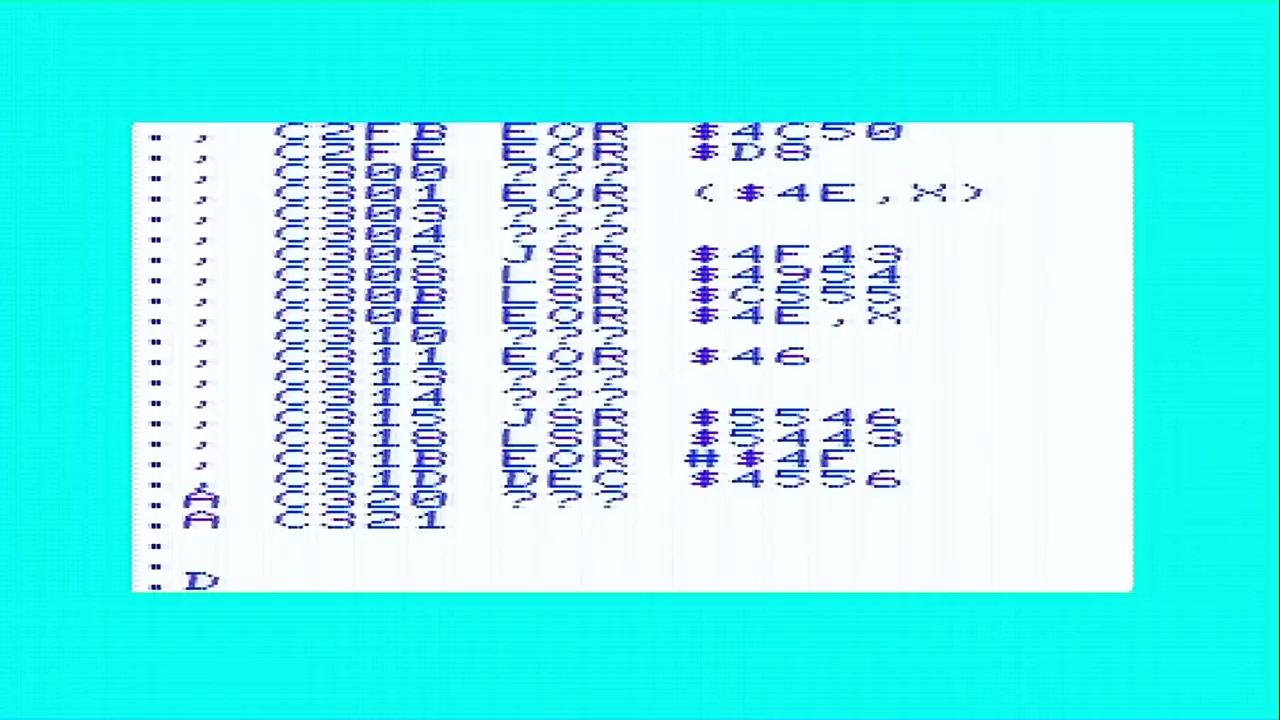 ., C2FB EOR $4C50
., C2FE EOR $D8
., C300 ???
., C301 EOR ($4E,X)
., C303 ???
., C304 ???
., C305 JSR $4F43
., C308 LSR $4954
., C30B LSR $C555
., C30E EOR $4E,X
., C310 ???
., C311 EOR $46
., C313 ???
., C314 ???
., C315 JSR $5546
., C318 LSR $5443
., C31B EOR #$4F
., C31D DEC $4556
.A C320 ???
.A C321
.
.
.D